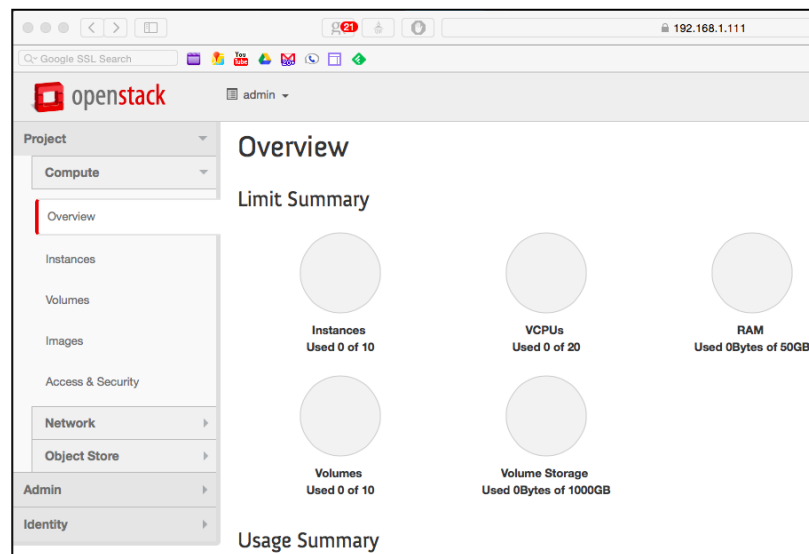 21
192.168.1.111
Google SSL Search
You
Tube
openstack
admin
Project
Compute
Overview
Instances
Volumes
Images
Access & Security
Network
Object Store
Admin
Identity
Overview
Limit Summary
Instances
Used 0 of 10
VCPUs
Used 0 of 20
RAM
Used 0Bytes of 50GB
Volumes
Used 0 of 10
Volume Storage
Used 0Bytes of 1000GB
Usage Summary